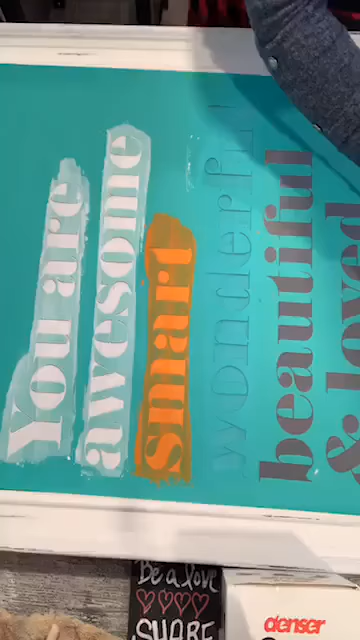 You are
awesome
smart
wonderful
beautiful
& loved
Be a love
SHARE
denser